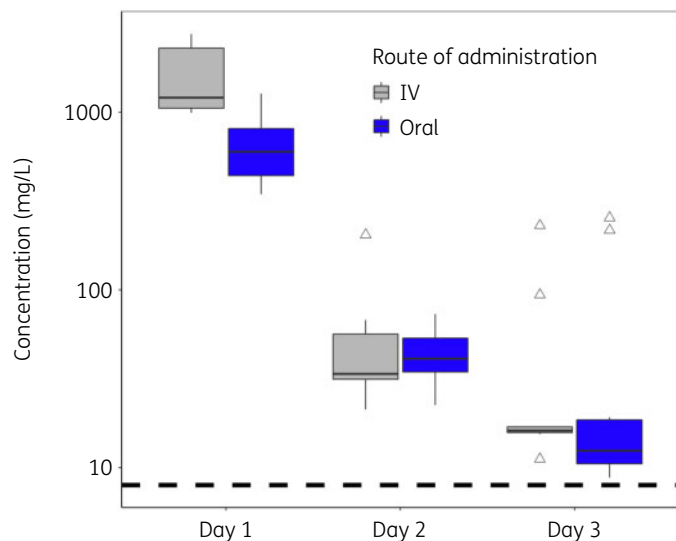 Route of administration
IV
Oral
1000
100
10
Concentration (mg/L)
Day 1 Day 2 Day 3